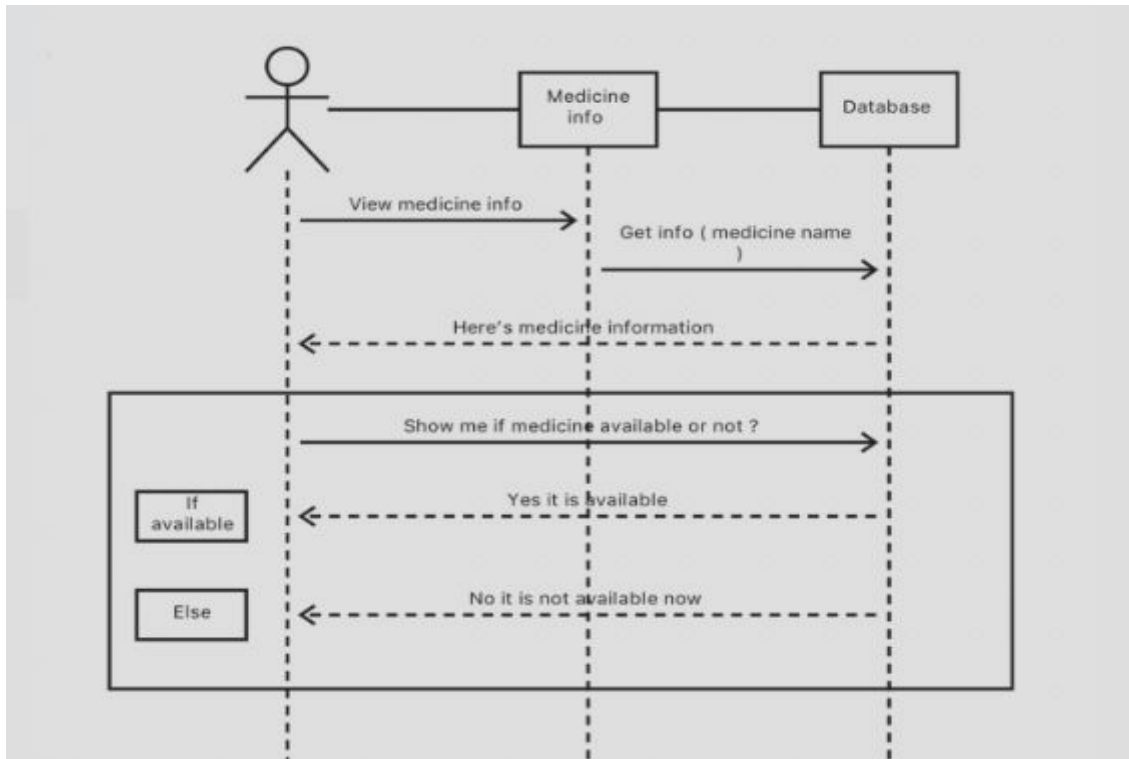 Medicine
info
Database
View medicine info
Get info ( medicine name
)
Here's medicine information
Show me if medicine available or not ?
If
available
Yes it is available
Else
No it is not available now